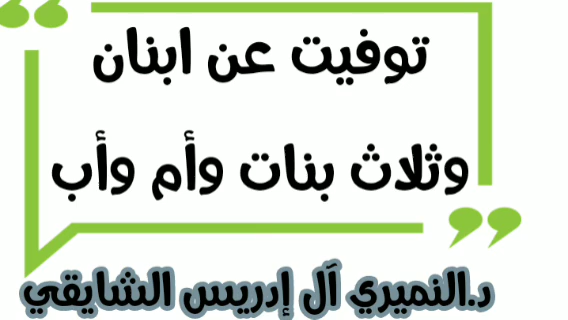 توفيت عن ابنان
وثلاث بنات وأم وأب
د.النميري آل إدريس الشايقي